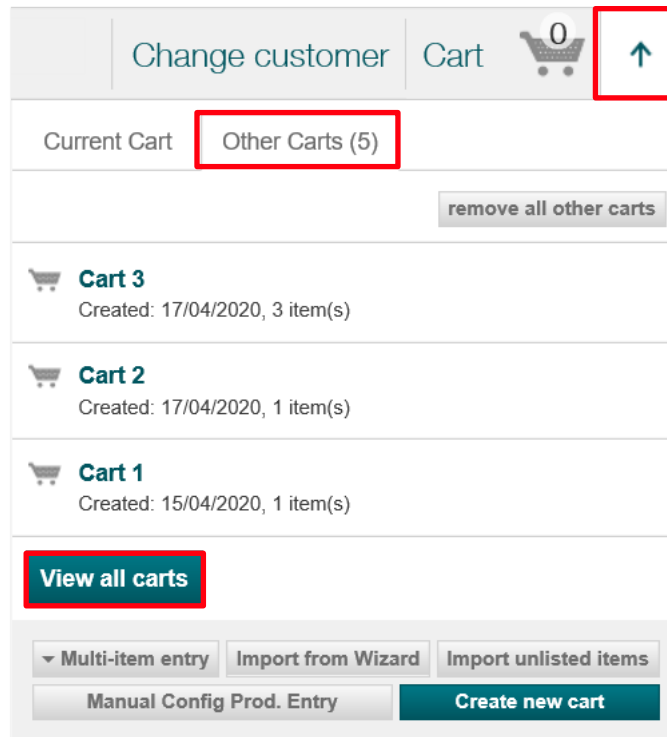 Change customer Cart 0
Current Cart Other Carts (5)
remove all other carts
Cart 3
Created: 17/04/2020, 3 item(s)
Cart 2
Created: 17/04/2020, 1 item(s)
Cart 1
Created: 15/04/2020, 1 item(s)
View all carts
Multi-item entry Import from Wizard Import unlisted items
Manual Config Prod. Entry Create new cart